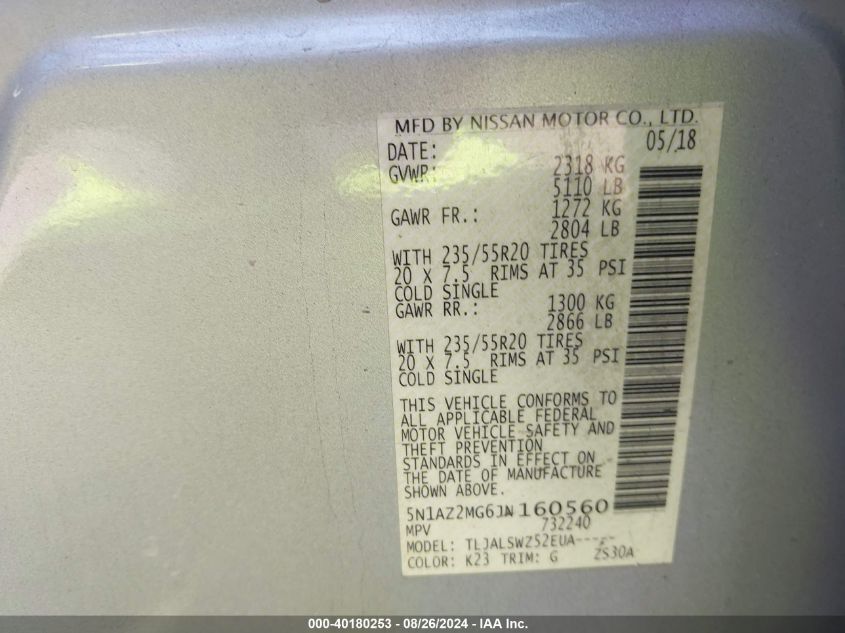 MFD BY NISSAN MOTOR CO., LTD.
DATE: 05/18
GVWR: 2318 KG
5110 LB
GAWR FR.: 1272 KG
2804 LB
WITH 235/55R20 TIRES
20 X 7.5 RIMS AT 35 PSI
COLD SINGLE
GAWR RR.: 1300 KG
2866 LB
WITH 235/55R20 TIRES
20 X 7.5 RIMS AT 35 PSI
COLD SINGLE
THIS VEHICLE CONFORMS TO
ALL APPLICABLE FEDERAL
MOTOR VEHICLE SAFETY AND
THEFT PREVENTION
STANDARDS IN EFFECT ON
THE DATE OF MANUFACTURE
SHOWN ABOVE.
5N1AZ2MG6JN160560
MPV 732240
MODEL: TLJALSWZ52EUA-----
COLOR: K23 TRIM: G ZS30A
000-40180253 - 08/26/2024 - IAA Inc.